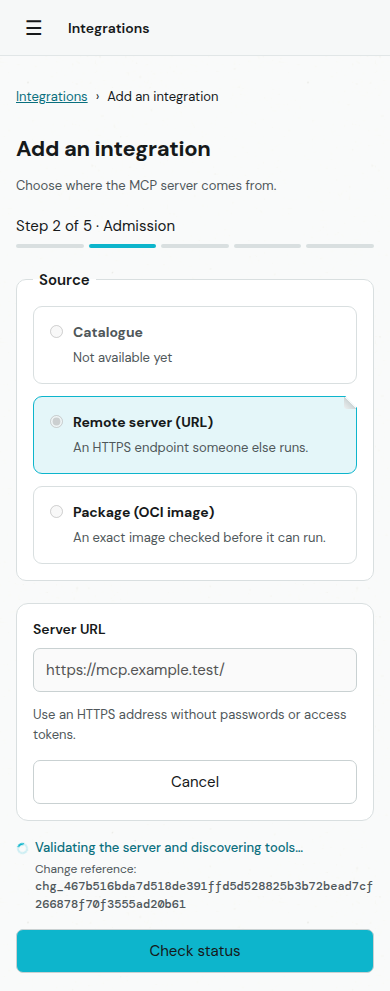 ☰ Integrations
Integrations › Add an integration
Add an integration
Choose where the MCP server comes from.
Step 2 of 5 · Admission
Source
Catalogue
Not available yet
Remote server (URL)
An HTTPS endpoint someone else runs.
Package (OCI image)
An exact image checked before it can run.
Server URL
https://mcp.example.test/
Use an HTTPS address without passwords or access
tokens.
Cancel
Validating the server and discovering tools…
Change reference:
chg_467b516bda7d518de391ffd5d528825b3b72bead7cf
266878f70f3555ad20b61
Check status